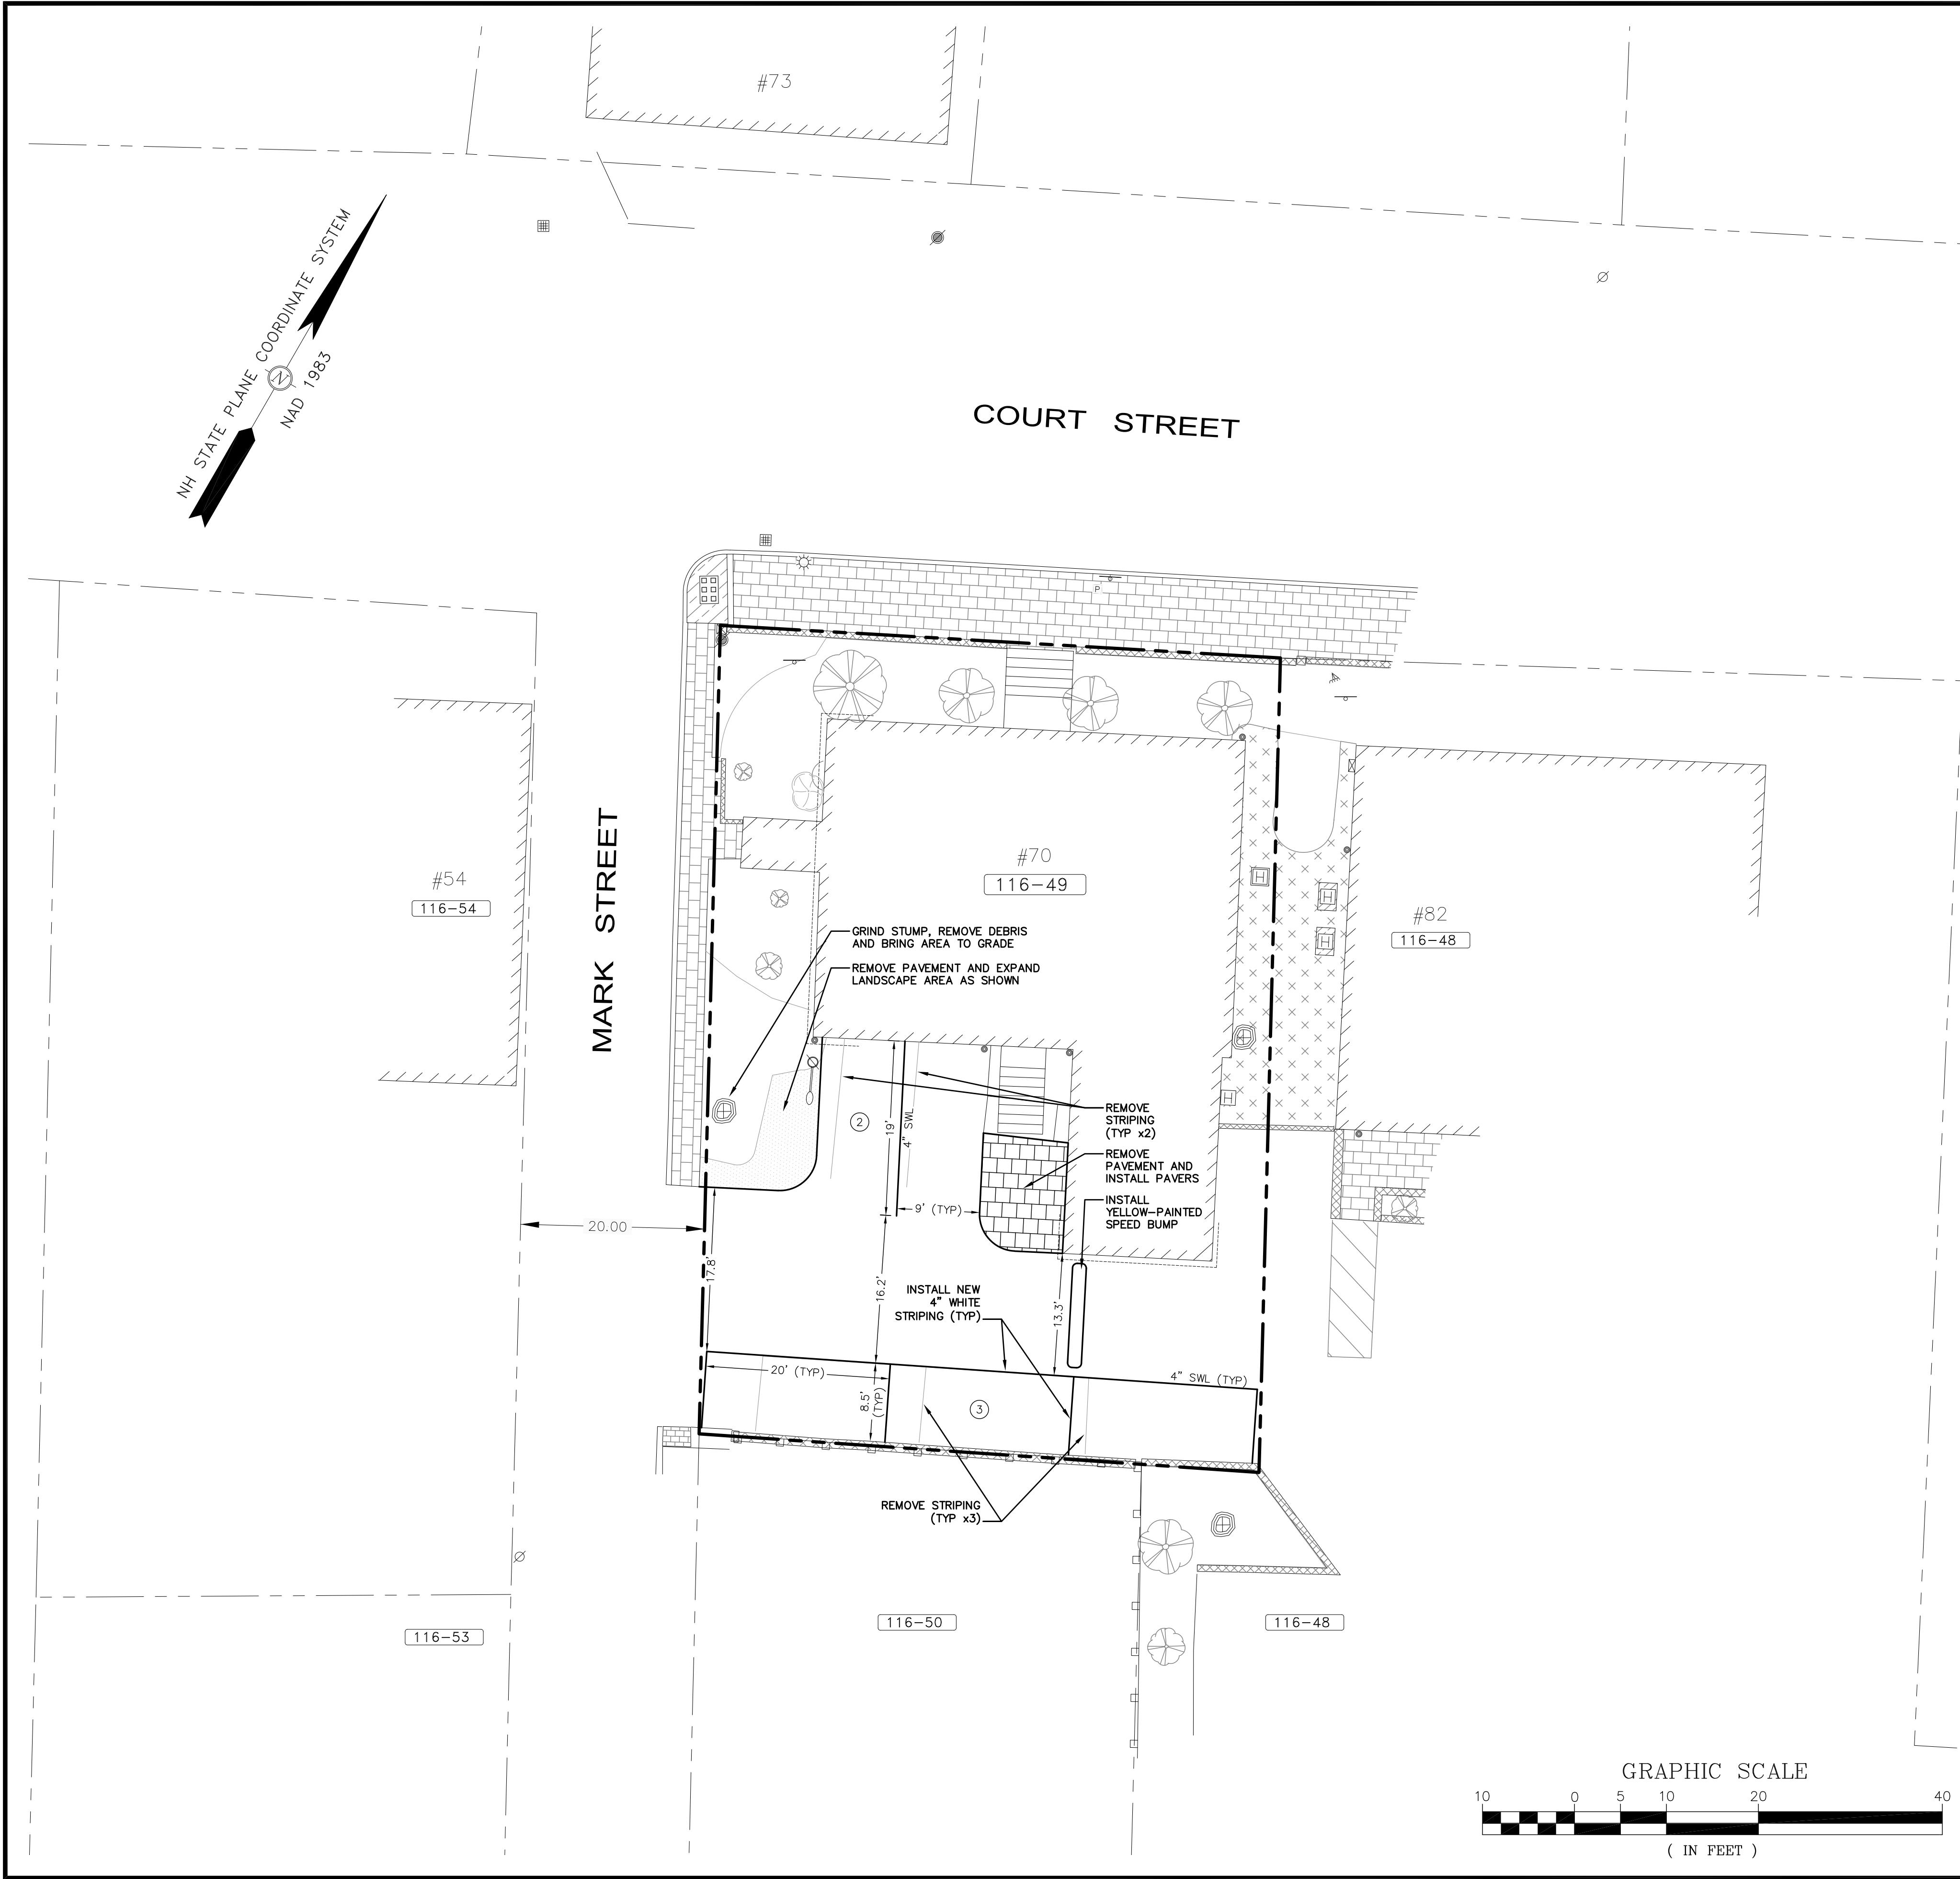 #73
NH STATE PLANE COORDINATE SYSTEM
N
NAD 1983
COURT STREET
P
MARK STREET
#54
116-54
#70
116-49
H
H
H
H
#82
116-48
GRIND STUMP, REMOVE DEBRIS
AND BRING AREA TO GRADE
REMOVE PAVEMENT AND EXPAND
LANDSCAPE AREA AS SHOWN
2
19'
4" SWL
REMOVE
STRIPING
(TYP x2)
REMOVE
PAVEMENT AND
INSTALL PAVERS
INSTALL
YELLOW-PAINTED
SPEED BUMP
9' (TYP)
20.00
17.8'
16.2'
13.3'
INSTALL NEW
4" WHITE
STRIPING (TYP)
20' (TYP)
8.5'
(TYP)
3
4" SWL (TYP)
REMOVE STRIPING
(TYP x3)
116-53
116-50
116-48
GRAPHIC SCALE
10 0 5 10 20 40
( IN FEET )